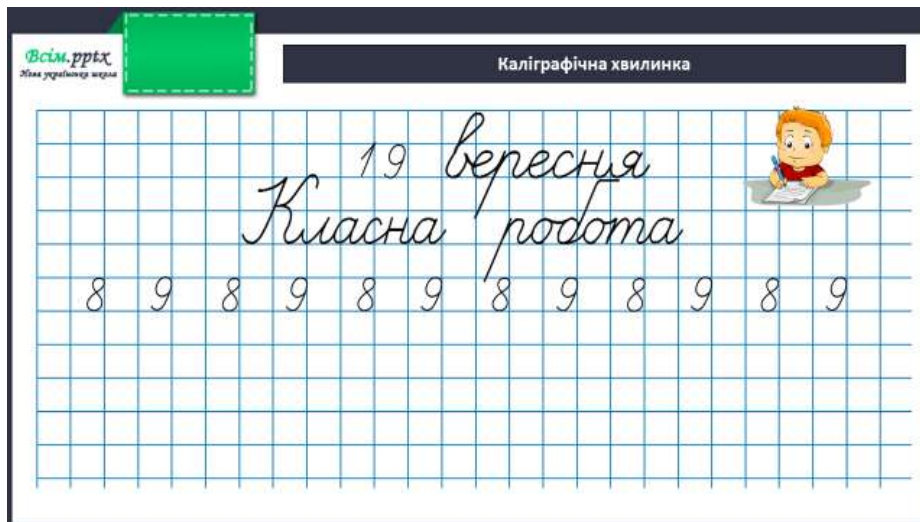 Всім.pptx
Нова українська школа
Каліграфічна хвилинка
19 вересня
Класна робота
8 9 8 9 8 9 8 9 8 9 8 9